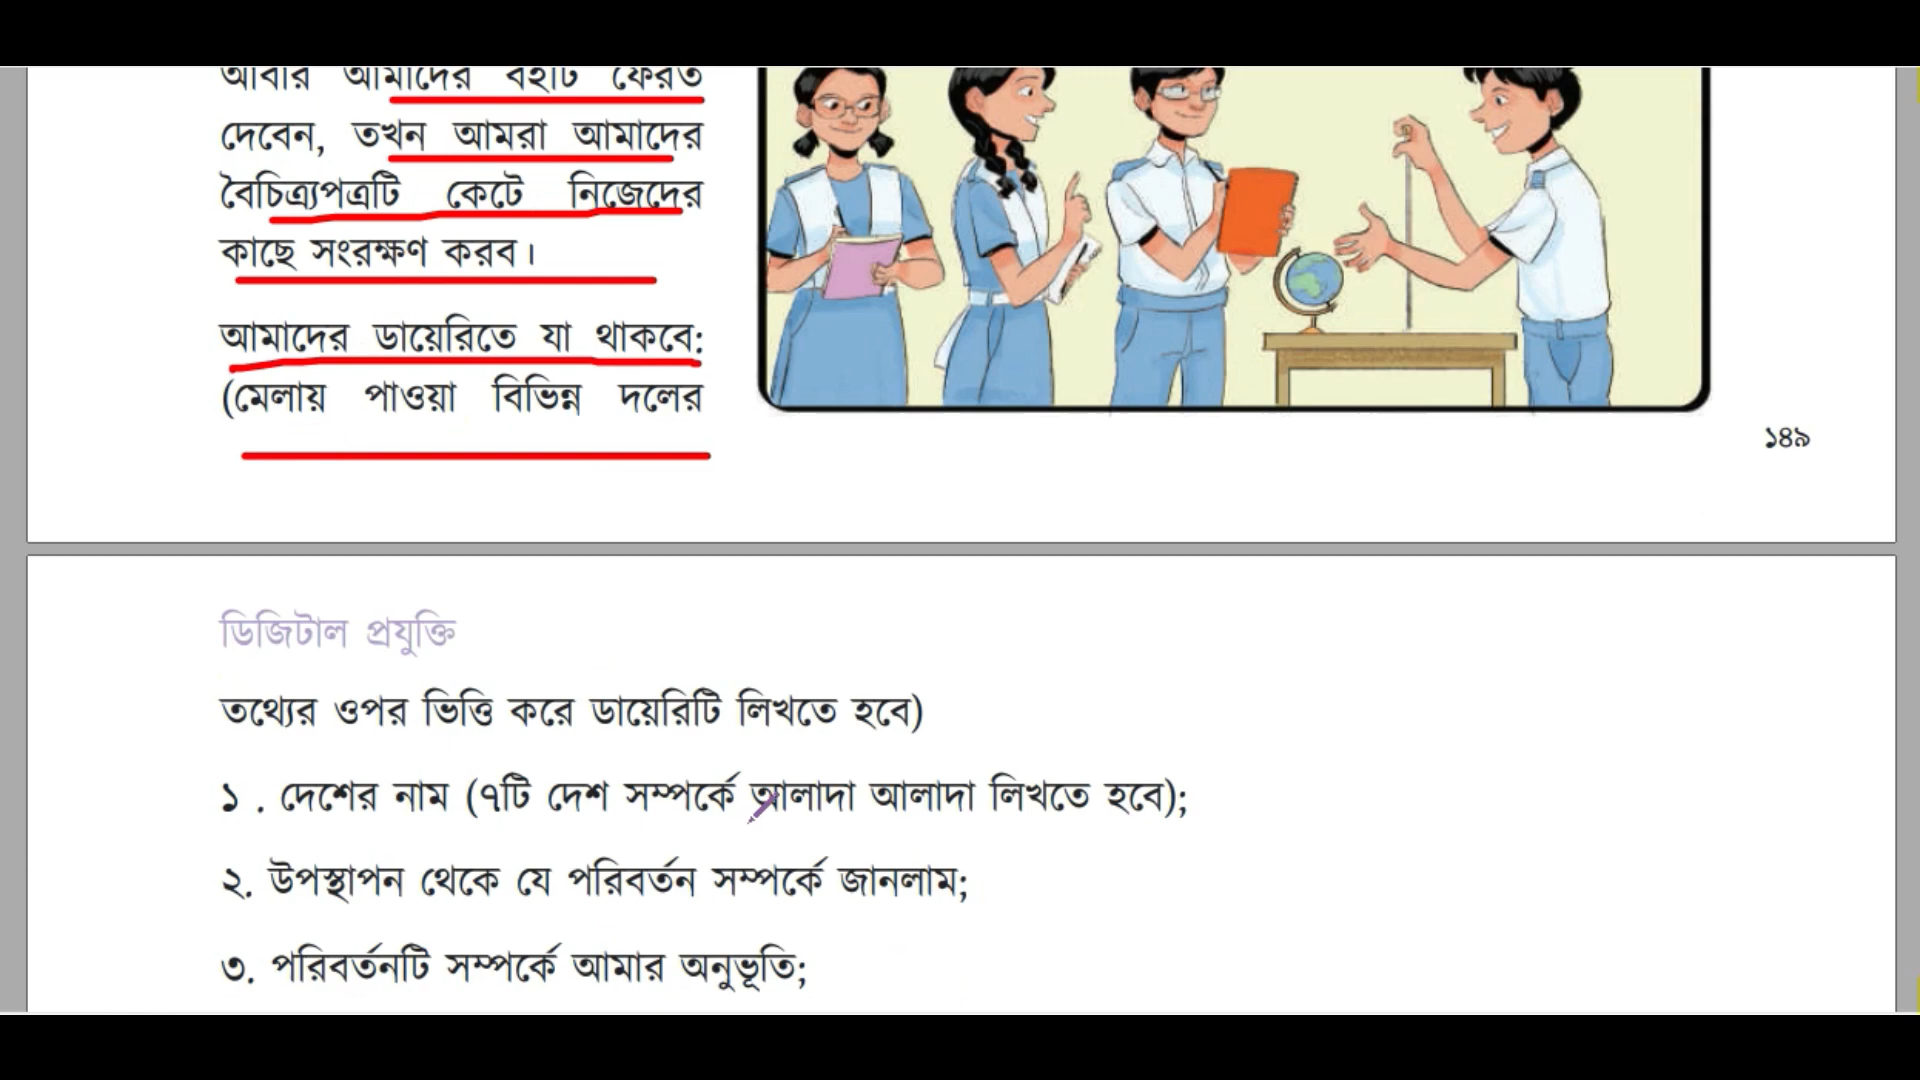 আবার আমাদের বইটি ফেরত
দেবেন, তখন আমরা আমাদের
বৈচিত্র্যপত্রটি কেটে নিজেদের
কাছে সংরক্ষণ করব।
আমাদের ডায়েরিতে যা থাকবে:
(মেলায় পাওয়া বিভিন্ন দলের
১৪৯
ডিজিটাল প্রযুক্তি
তথ্যের ওপর ভিত্তি করে ডায়েরিটি লিখতে হবে)
১ . দেশের নাম (৭টি দেশ সম্পর্কে আলাদা আলাদা লিখতে হবে);
২. উপস্থাপন থেকে যে পরিবর্তন সম্পর্কে জানলাম;
৩. পরিবর্তনটি সম্পর্কে আমার অনুভূতি;